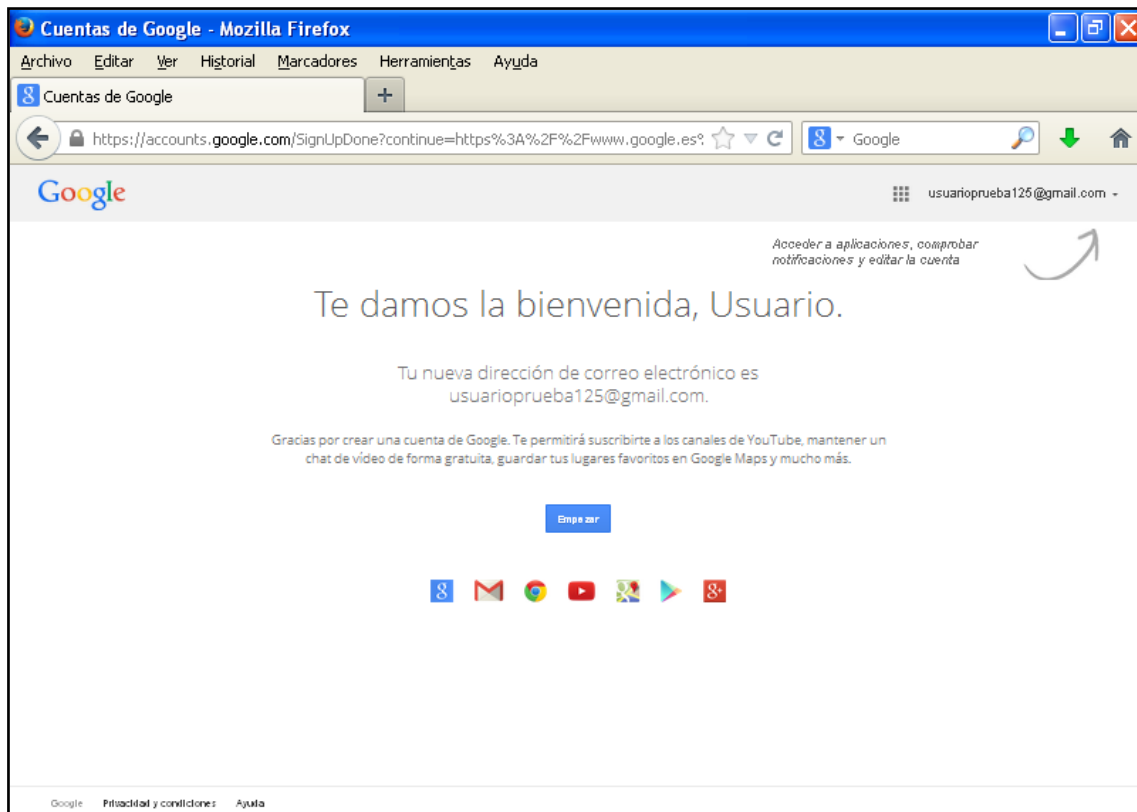 Cuentas de Google - Mozilla Firefox
Archivo Editar Ver Historial Marcadores Herramientas Ayuda
Cuentas de Google
https://accounts.google.com/SignUpDone?continue=https%3A%2F%2Fwww.google.es% Google
Google usuarioprueba125@gmail.com
Acceder a aplicaciones, comprobar
notificaciones y editar la cuenta
Te damos la bienvenida, Usuario.
Tu nueva dirección de correo electrónico es
usuarioprueba125@gmail.com.
Gracias por crear una cuenta de Google. Te permitirá suscribirte a los canales de YouTube, mantener un
chat de vídeo de forma gratuita, guardar tus lugares favoritos en Google Maps y mucho más.
Empezar
Google Privacidad y condiciones Ayuda